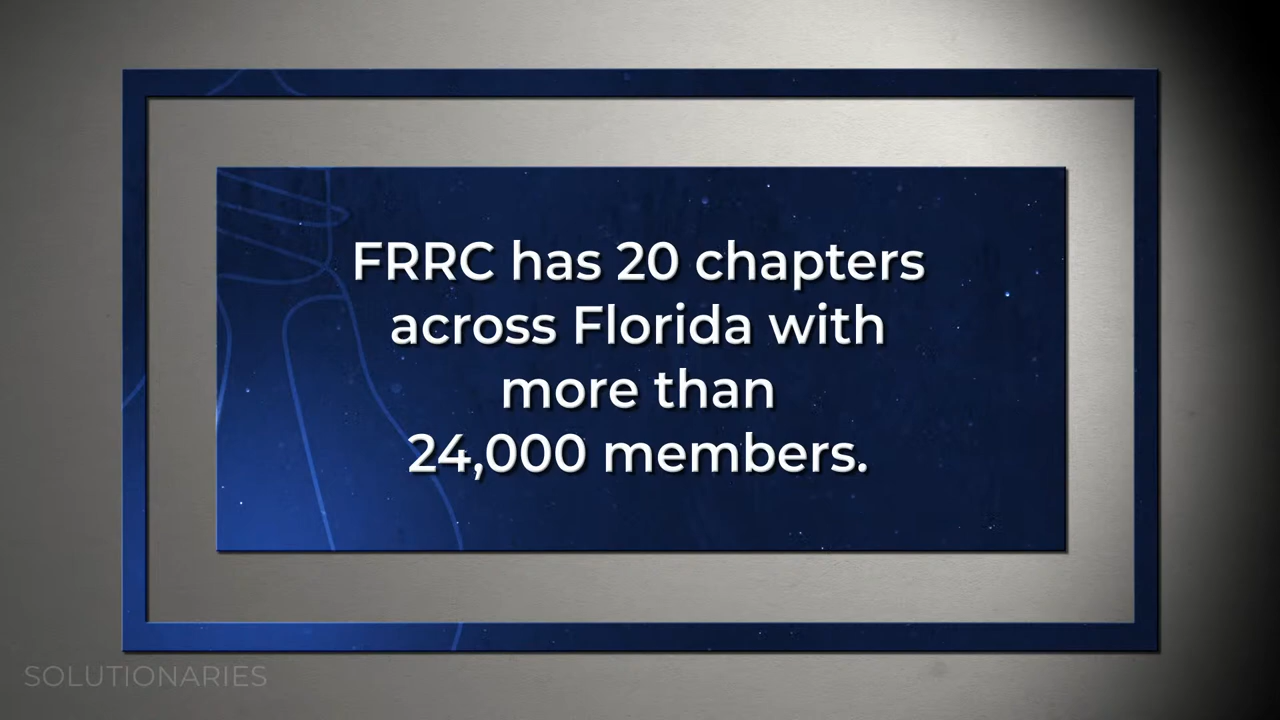 FRRC has 20 chapters
across Florida with
more than
24,000 members.
SOLUTIONARIES